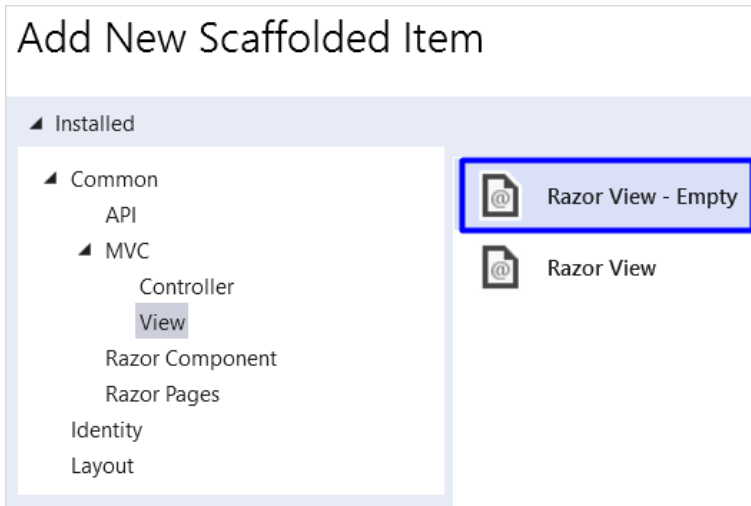 Add New Scaffolded Item
Installed
Common
API
MVC
Controller
View
Razor Component
Razor Pages
Identity
Layout
@ Razor View - Empty
@ Razor View